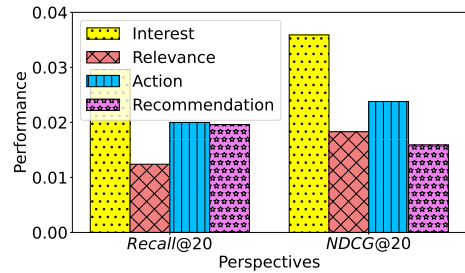 0.04
0.03
0.02
0.01
0.00
Performance
Interest
Relevance
Action
Recommendation
Recall@20
NDCG@20
Perspectives